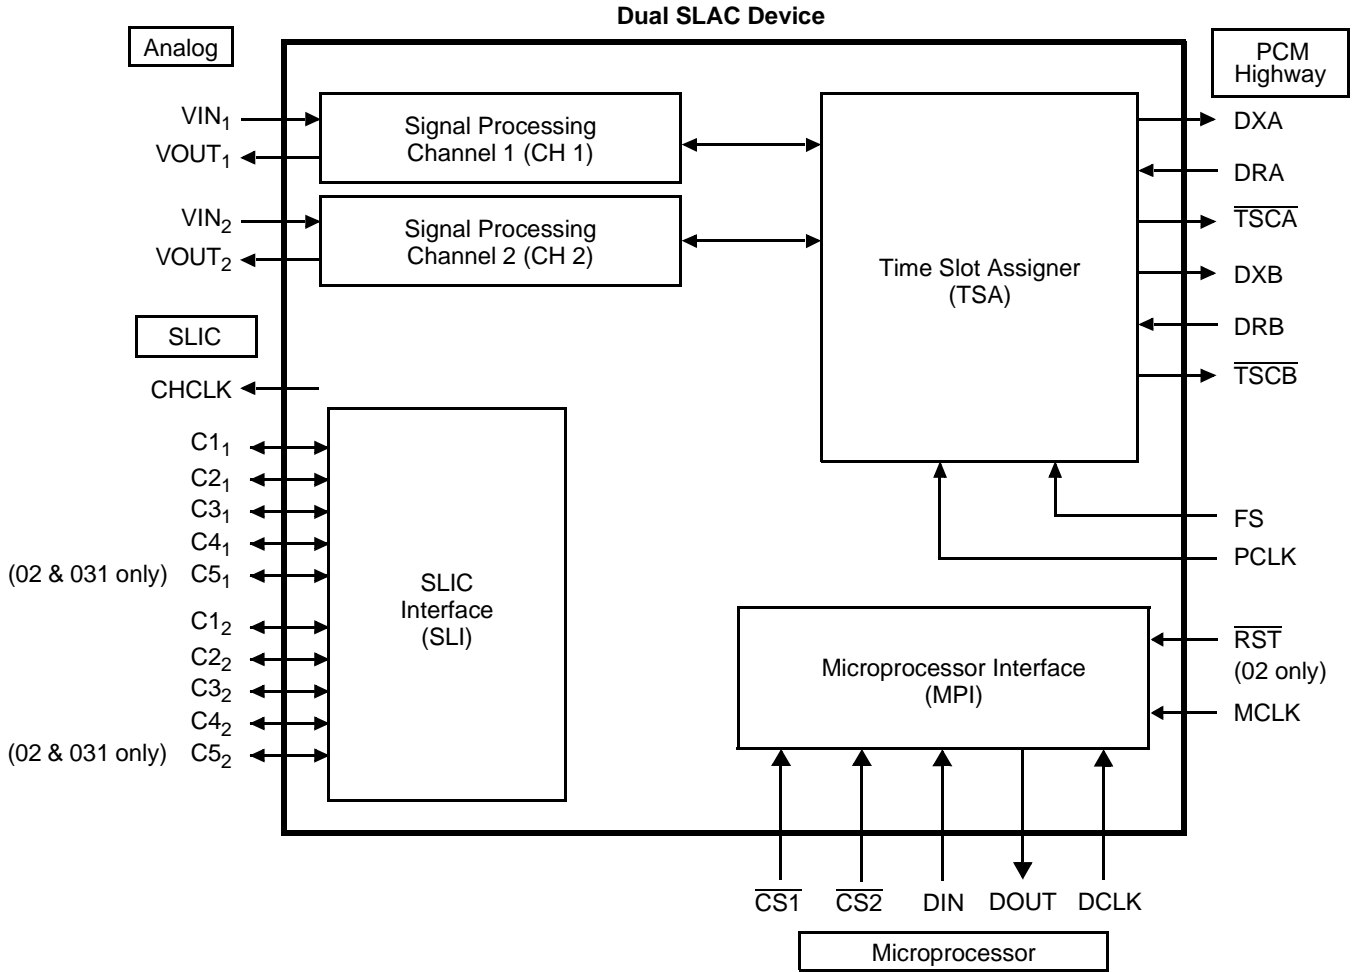 Dual SLAC Device
Analog
PCM
Highway
VIN1
VOUT1
VIN2
VOUT2
Signal Processing
Channel 1 (CH 1)
Signal Processing
Channel 2 (CH 2)
Time Slot Assigner
(TSA)
DXA
DRA
TSCA
DXB
DRB
TSCB
SLIC
CHCLK
C11
C21
C31
C41
(02 & 031 only) C51
C12
C22
C32
C42
(02 & 031 only) C52
SLIC
Interface
(SLI)
FS
PCLK
Microprocessor Interface
(MPI)
RST
(02 only)
MCLK
CS1 CS2 DIN DOUT DCLK
Microprocessor